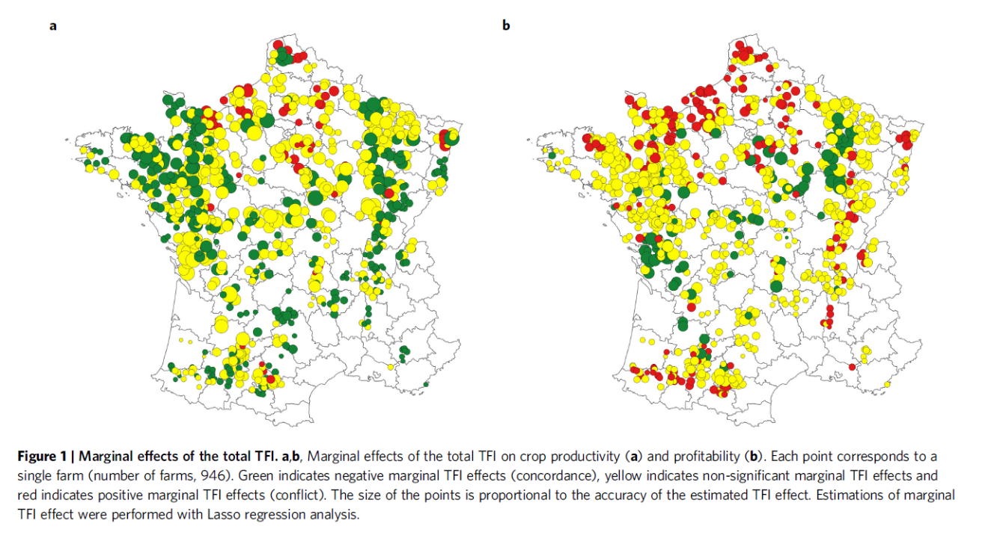 a
b
Figure 1 | Marginal effects of the total TFI. a,b, Marginal effects of the total TFI on crop productivity (a) and profitability (b). Each point corresponds to a
single farm (number of farms, 946). Green indicates negative marginal TFI effects (concordance), yellow indicates non-significant marginal TFI effects and
red indicates positive marginal TFI effects (conflict). The size of the points is proportional to the accuracy of the estimated TFI effect. Estimations of marginal
TFI effect were performed with Lasso regression analysis.